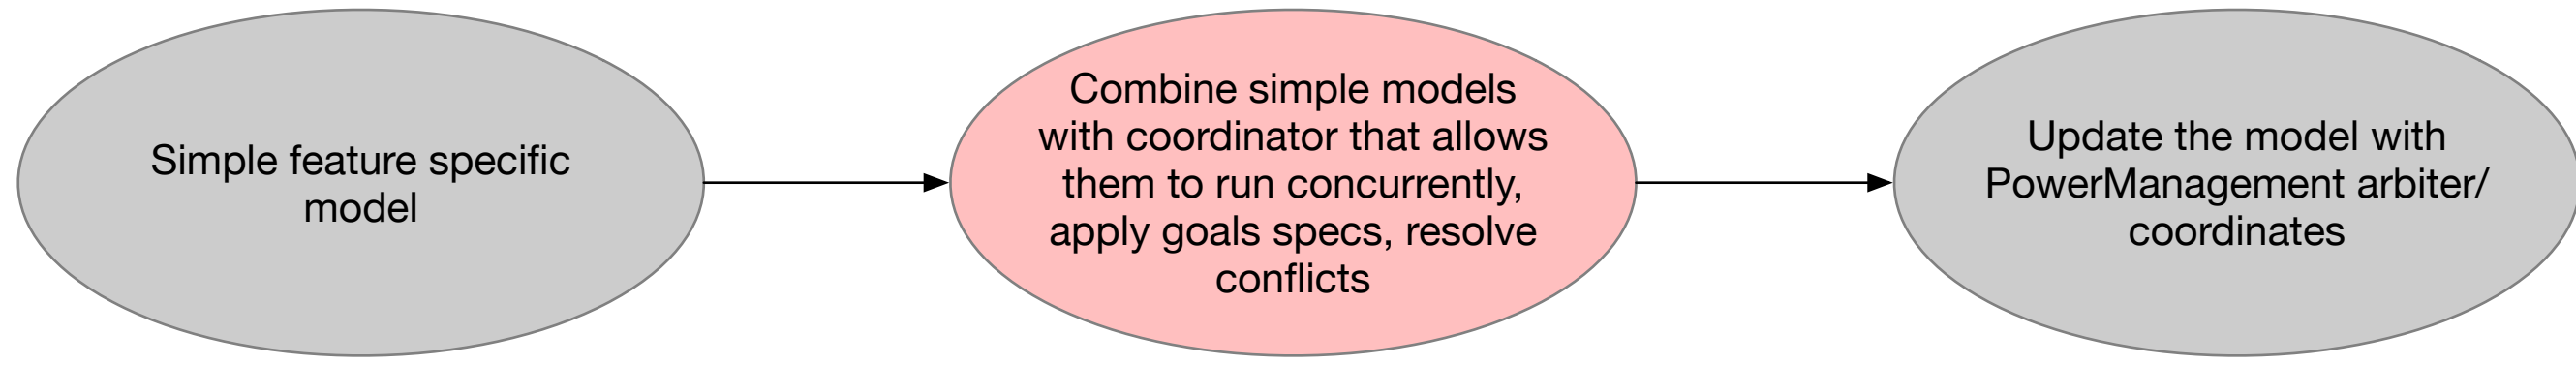 Simple feature specific
model
Combine simple models
with coordinator that allows
them to run concurrently,
apply goals specs, resolve
conflicts
Update the model with
PowerManagement arbiter/
coordinates